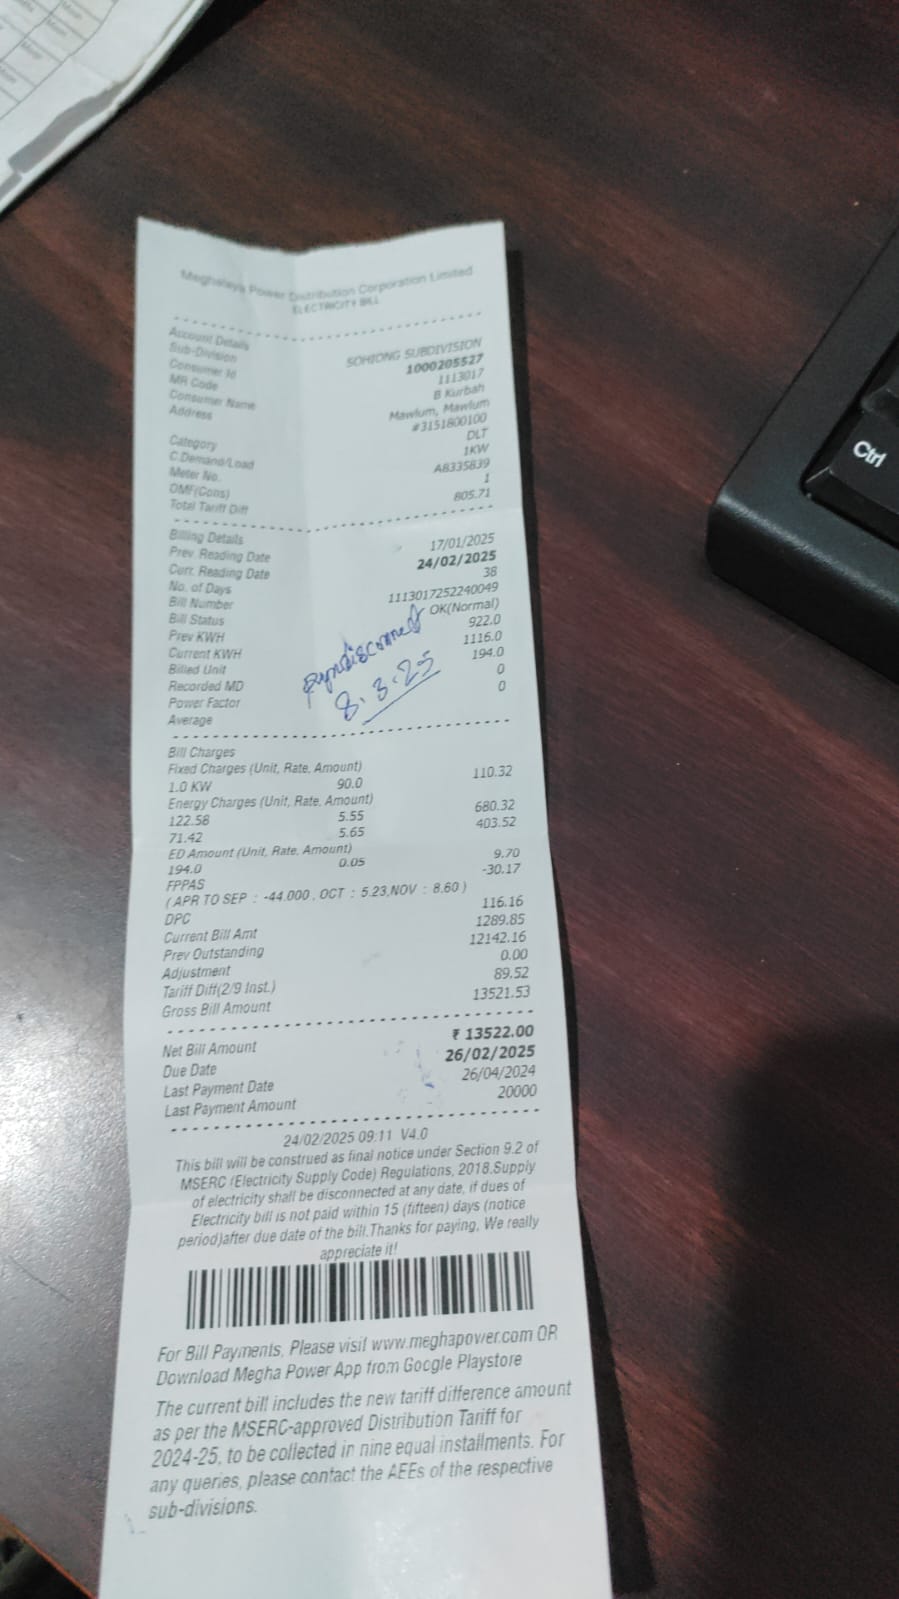 Meghalaya Power Distribution Corporation Limited
ELECTRICITY BILL
Account Details
Sub-Division SOHIONG SUBDIVISION
Consumer Id 1000205527
MR Code 1113017
Consumer Name B Kurbah
Address Mawlum, Mawlum
#3151800100
Category DLT
C.Demand/Load 1KW
Meter No. A8335839
OMF(Cons) 1
Total Tariff Diff 805.71
Billing Details
Prev. Reading Date 17/01/2025
Curr. Reading Date 24/02/2025
No. of Days 38
Bill Number 1113017252240049
Bill Status OK(Normal)
Prev KWH 922.0
Current KWH 1116.0
Billed Unit 194.0
Recorded MD 0
Power Factor 0
Average
8.3.25
Bill Charges
Fixed Charges (Unit, Rate, Amount)
1.0 KW 90.0 110.32
Energy Charges (Unit, Rate, Amount)
122.58 5.55 680.32
71.42 5.65 403.52
ED Amount (Unit, Rate, Amount)
194.0 0.05 9.70
FPPAS -30.17
( APR TO SEP : -44.000 , OCT : 5.23,NOV : 8.60 )
DPC 116.16
Current Bill Amt 1289.85
Prev Outstanding 12142.16
Adjustment 0.00
Tariff Diff(2/9 Inst.) 89.52
Gross Bill Amount 13521.53
Net Bill Amount ₹ 13522.00
Due Date 26/02/2025
Last Payment Date 26/04/2024
Last Payment Amount 20000
24/02/2025 09:11 V4.0
This bill will be construed as final notice under Section 9.2 of
MSERC (Electricity Supply Code) Regulations, 2018.Supply
of electricity shall be disconnected at any date, if dues of
Electricity bill is not paid within 15 (fifteen) days (notice
period)after due date of the bill.Thanks for paying, We really
appreciate it!
For Bill Payments, Please visit www.meghapower.com OR
Download Megha Power App from Google Playstore
The current bill includes the new tariff difference amount
as per the MSERC-approved Distribution Tariff for
2024-25, to be collected in nine equal installments. For
any queries, please contact the AEEs of the respective
sub-divisions.
Ctrl